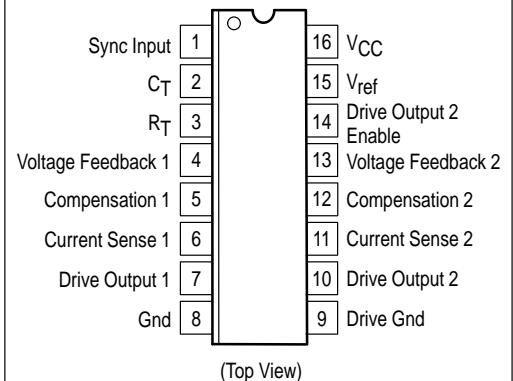 Sync Input 1 16 VCC
CT 2 15 Vref
RT 3 14 Drive Output 2
Enable
Voltage Feedback 1 4 13 Voltage Feedback 2
Compensation 1 5 12 Compensation 2
Current Sense 1 6 11 Current Sense 2
Drive Output 1 7 10 Drive Output 2
Gnd 8 9 Drive Gnd
(Top View)